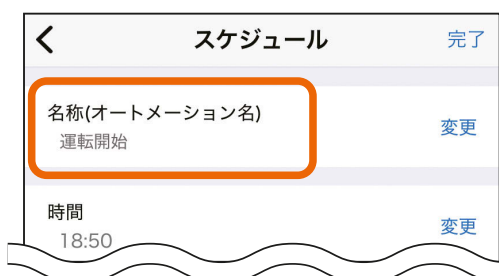 スケジュール 完了
名称(オートメーション名)
運転開始 変更
時間
18:50 変更